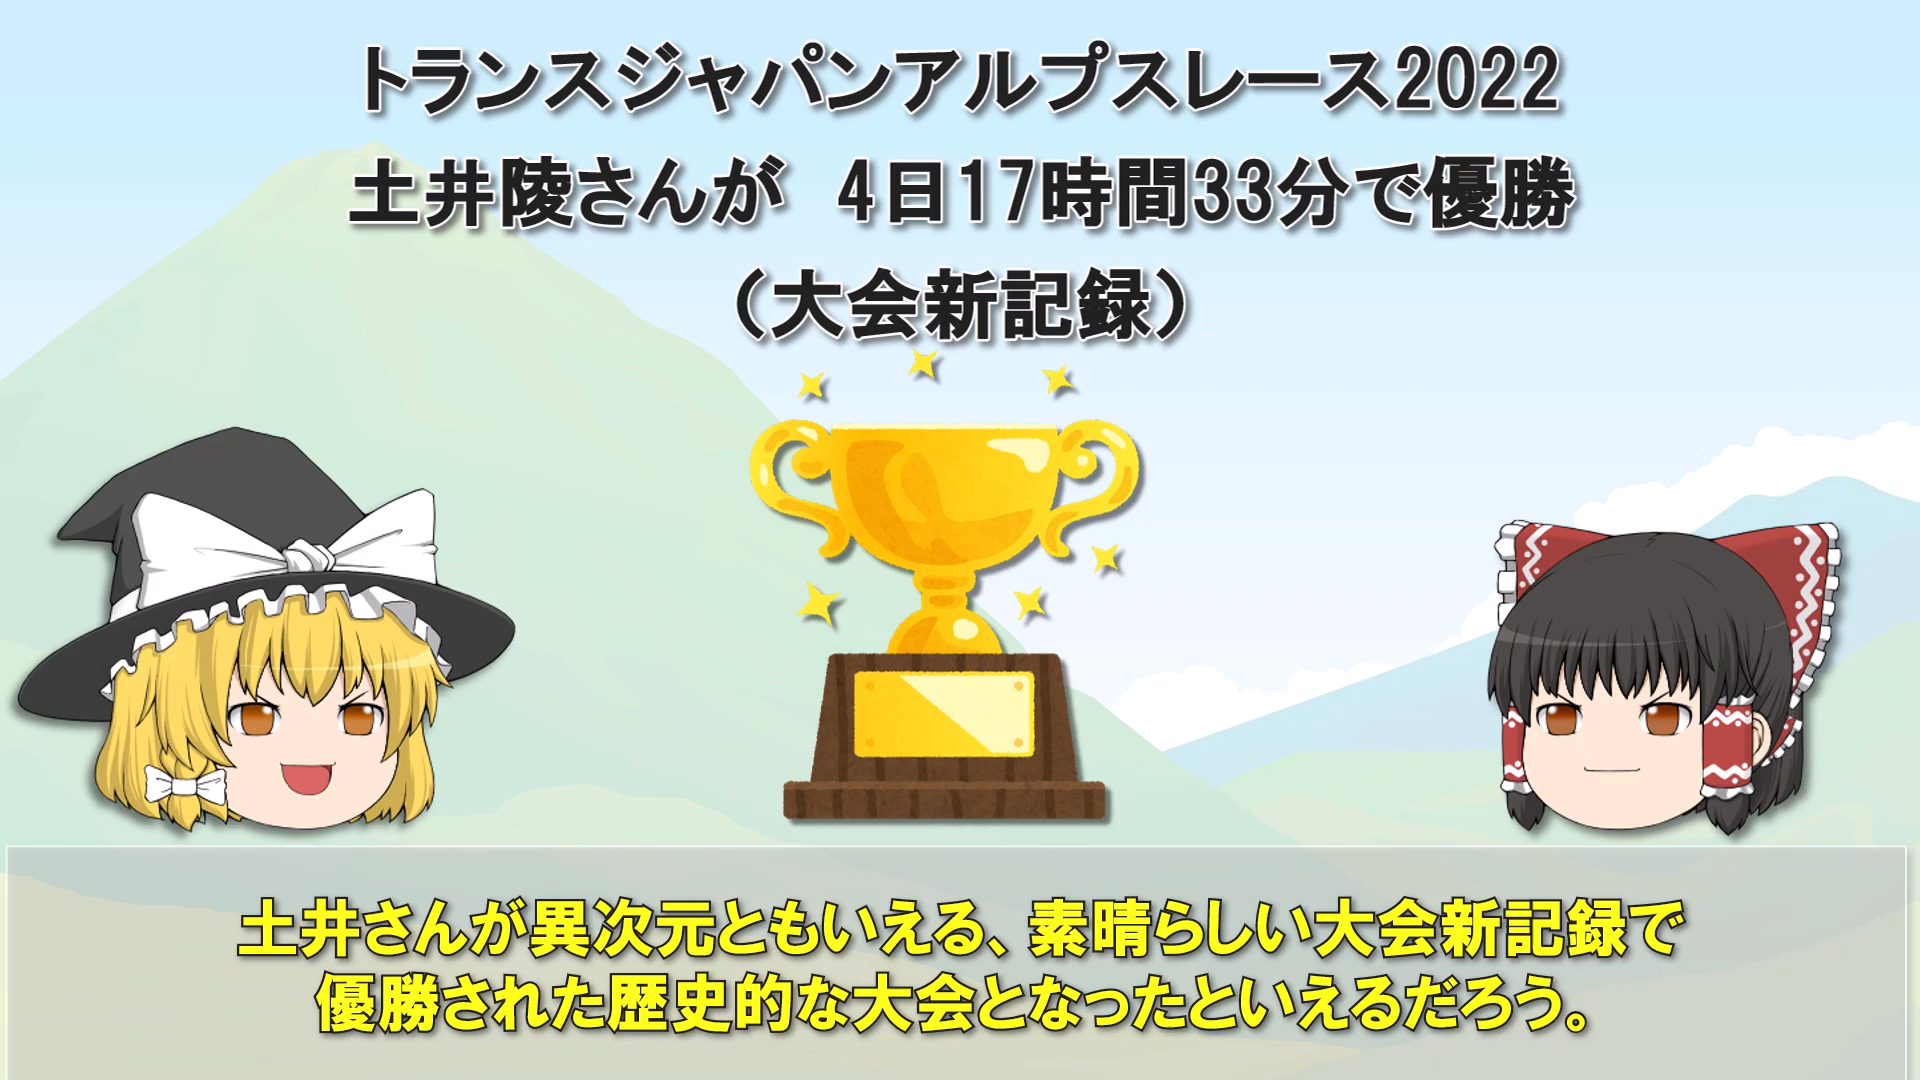 トランスジャパンアルプスレース2022
土井陵さんが 4日17時間33分で優勝
（大会新記録）
土井さんが異次元ともいえる、素晴らしい大会新記録で
優勝された歴史的な大会となったといえるだろう。